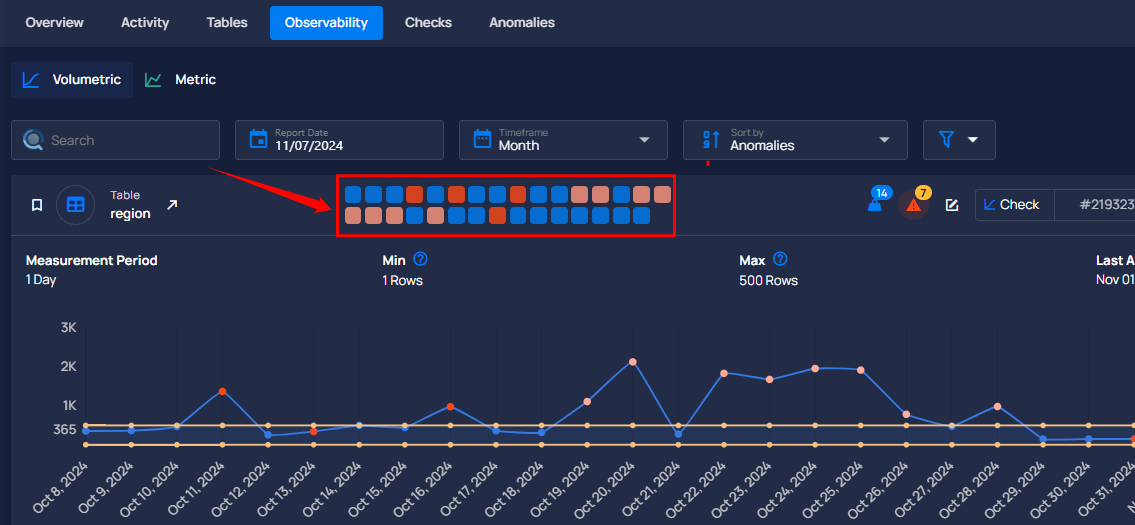 Overview Activity Tables Observability Checks Anomalies
Volumetric Metric
Search
Report Date
11/07/2024
Timeframe
Month
Sort by
Anomalies
Table
region
14
7
Check
#219323
Measurement Period
1 Day
Min
1 Rows
Max
500 Rows
Last A
Nov 01
3K
2K
1K
365
Oct 8, 2024
Oct 9, 2024
Oct 10, 2024
Oct 11, 2024
Oct 12, 2024
Oct 13, 2024
Oct 14, 2024
Oct 15, 2024
Oct 16, 2024
Oct 17, 2024
Oct 18, 2024
Oct 19, 2024
Oct 20, 2024
Oct 21, 2024
Oct 22, 2024
Oct 23, 2024
Oct 24, 2024
Oct 25, 2024
Oct 26, 2024
Oct 27, 2024
Oct 28, 2024
Oct 29, 2024
Oct 30, 2024
Oct 31, 2024